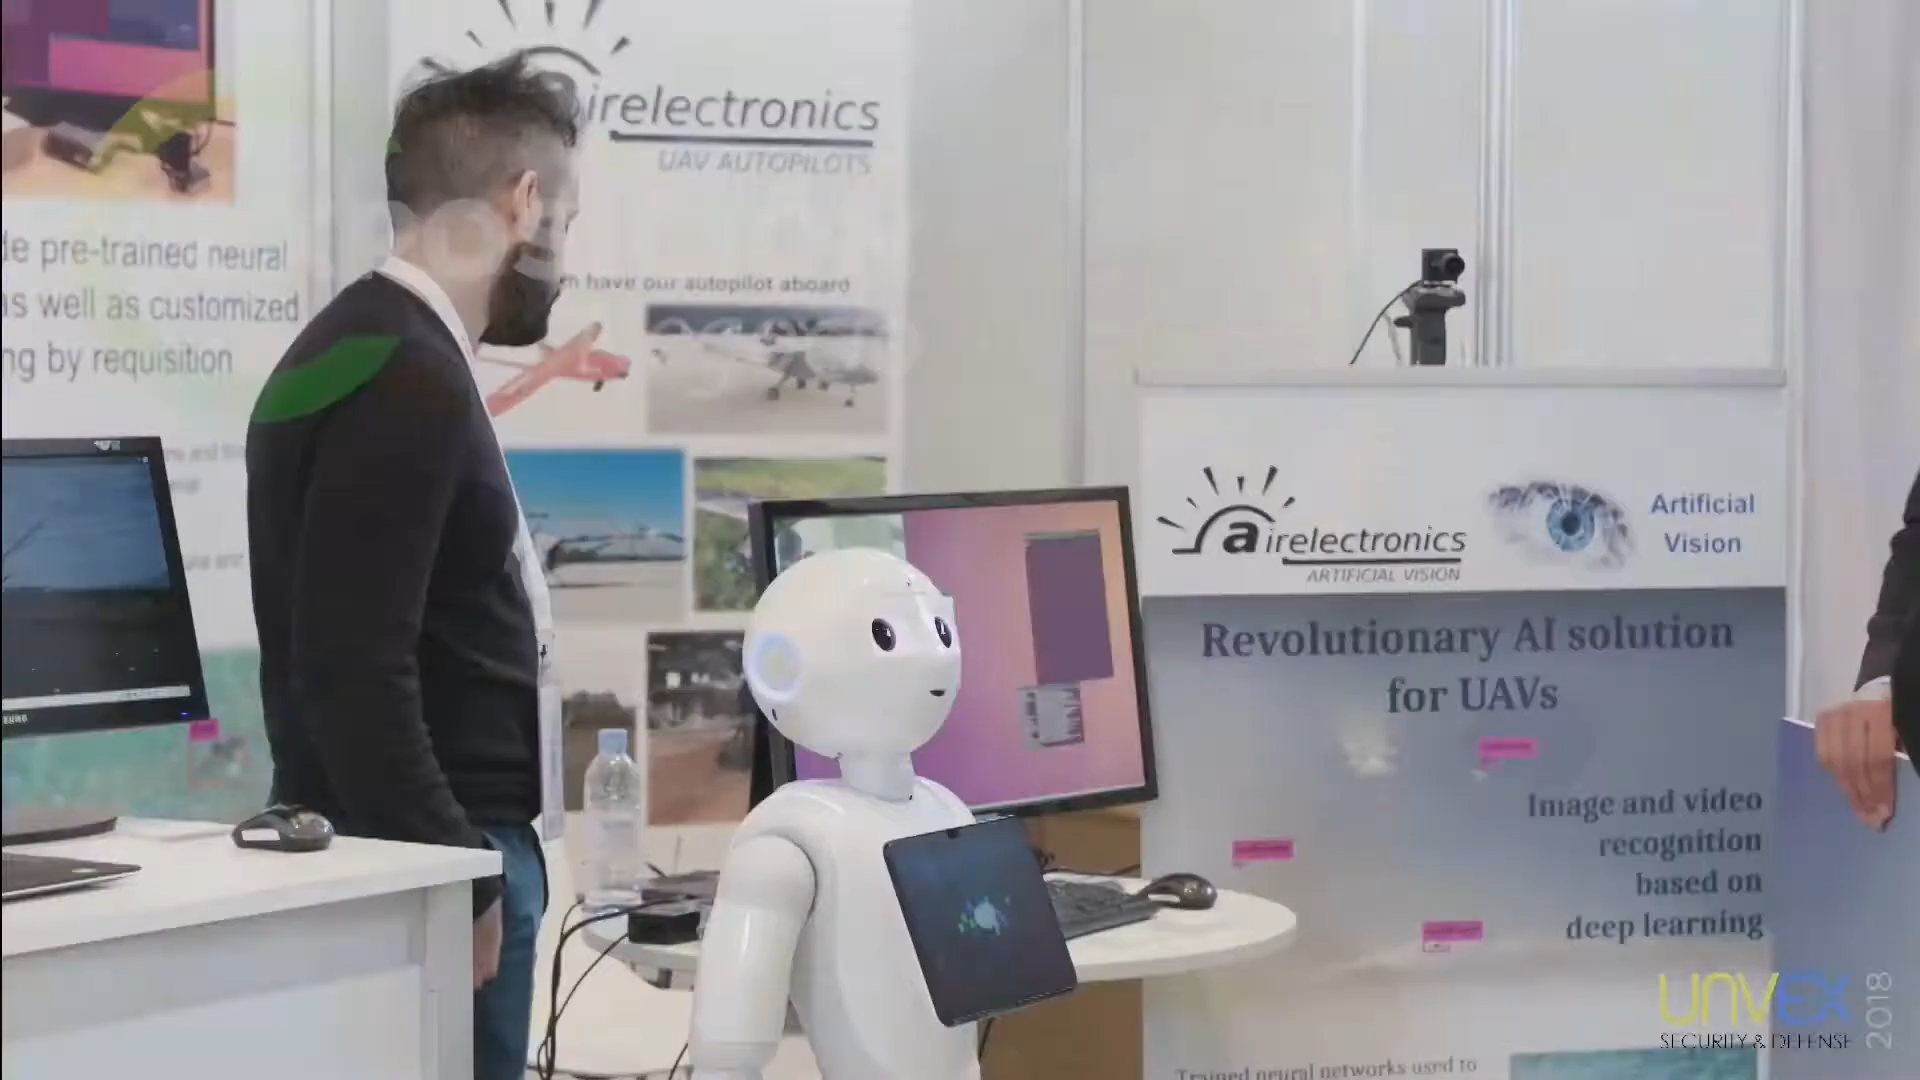 airelectronics
UAV AUTOPILOTS
de pre-trained neural
as well as customized
ng by requisition
m have our autopilot aboard
airelectronics
ARTIFICIAL VISION
Artificial
Vision
Revolutionary AI solution
for UAVs
Image and video
recognition
based on
deep learning
Trained neural networks used to
UNVEX
SECURITY & DEFENSE
2018